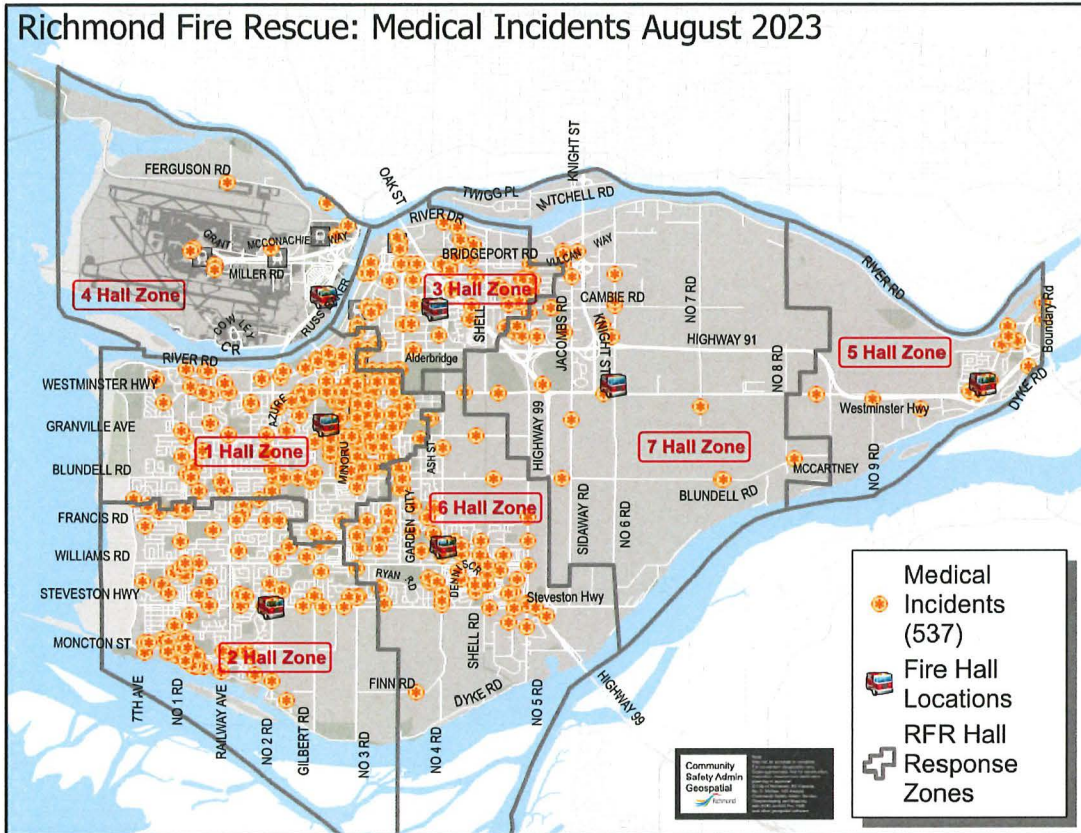 Richmond Fire Rescue: Medical Incidents August 2023
FERGUSON RD
OAK ST
TWIGG PL
KNIGHT ST
MITCHELL RD
RIVER DR
GRANT
MCCONACHIE WAY
BRIDGEPORT RD
VULCAN WAY
MILLER RD
4 Hall Zone
RUSS BAKER
3 Hall Zone
SHELL
CAMBIE RD
NO 7 RD
RIVER RD
COWLEY CR
JACOBMS RD
KNIGHT ST
HIGHWAY 91
NO 8 RD
5 Hall Zone
Boundary Rd
RIVER RD
Alderbridge
WESTMINSTER HWY
AZURE
Westminster Hwy
DYKE RD
GRANVILLE AVE
1 Hall Zone
MINORU
ASH ST
HIGHWAY 99
7 Hall Zone
BLUNDELL RD
MCCARTNEY
NO 9 RD
BLUNDELL RD
FRANCIS RD
GARDEN CITY
6 Hall Zone
SIDAWAY RD
NO 6 RD
WILLIAMS RD
RYAN RD
STEVESTON HWY
Steveston Hwy
MONCTON ST
2 Hall Zone
SHELL RD
FINN RD
DYKE RD
HIGHWAY 99
7TH AVE
NO 1 RD
RAILWAY AVE
NO 2 RD
GILBERT RD
NO 3 RD
NO 4 RD
NO 5 RD
Medical
Incidents
(537)
Fire Hall
Locations
RFR Hall
Response
Zones
Community
Safety Admin
Geospatial
Richmond